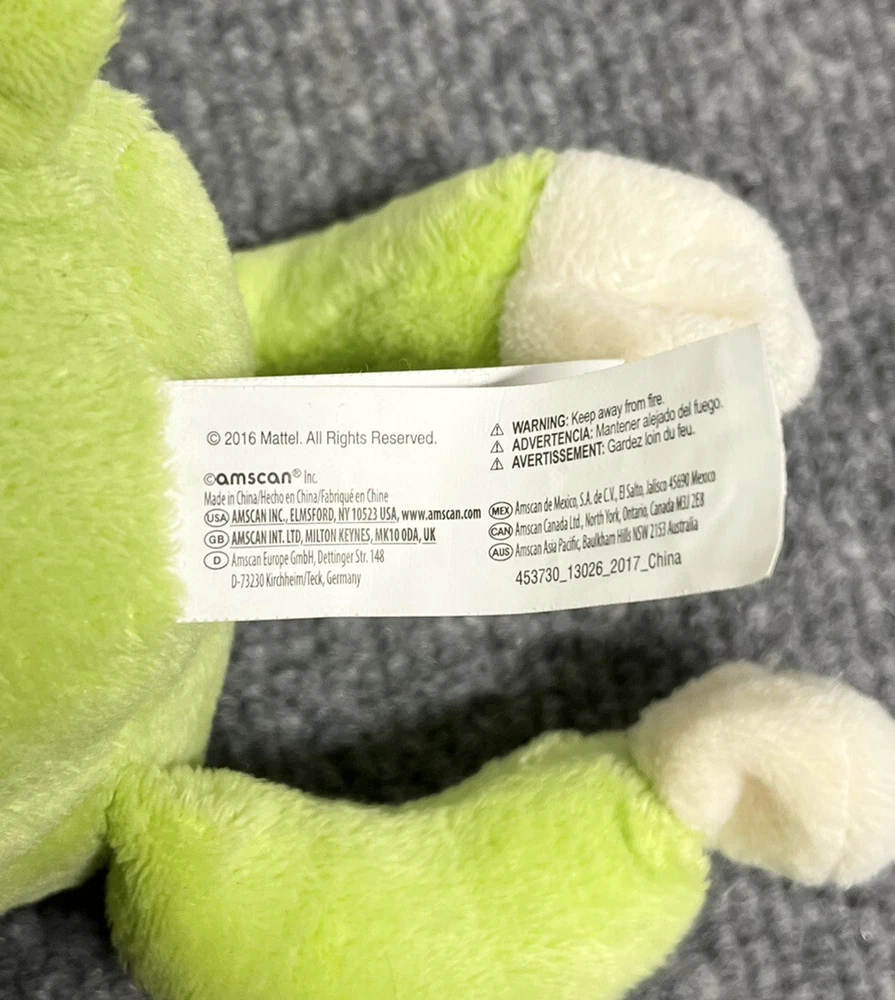 © 2016 Mattel. All Rights Reserved.
©amscan® Inc.
Made in China/Hecho en China/Fabriqué en Chine
USA AMSCAN INC., ELMSFORD, NY 10523 USA, www.amscan.com
GB AMSCAN INT. LTD, MILTON KEYNES, MK10 0DA, UK
D Amscan Europe GmbH, Dettinger Str. 148
D-73230 Kirchheim/Teck, Germany
⚠ WARNING: Keep away from fire.
⚠ ADVERTENCIA: Mantener alejado del fuego.
⚠ AVERTISSEMENT: Gardez loin du feu.
MEX Amscan de Mexico, S.A. de C.V., El Salto, Jalisco 45690 Mexico
CAN Amscan Canada Ltd., North York, Ontario, Canada M3J 2E8
AUS Amscan Asia Pacific, Baulkham Hills NSW 2153 Australia
453730_13026_2017_China